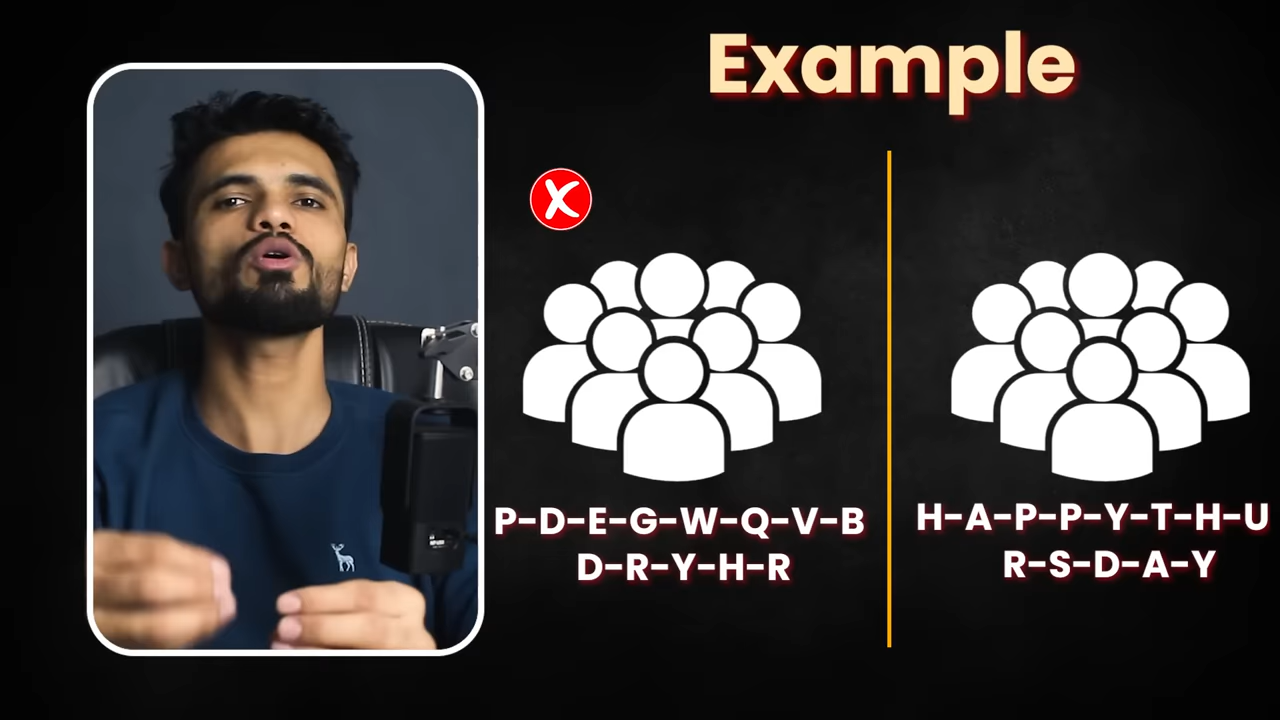 Example
X
P-D-E-G-W-Q-V-B
D-R-Y-H-R
H-A-P-P-Y-T-H-U
R-S-D-A-Y